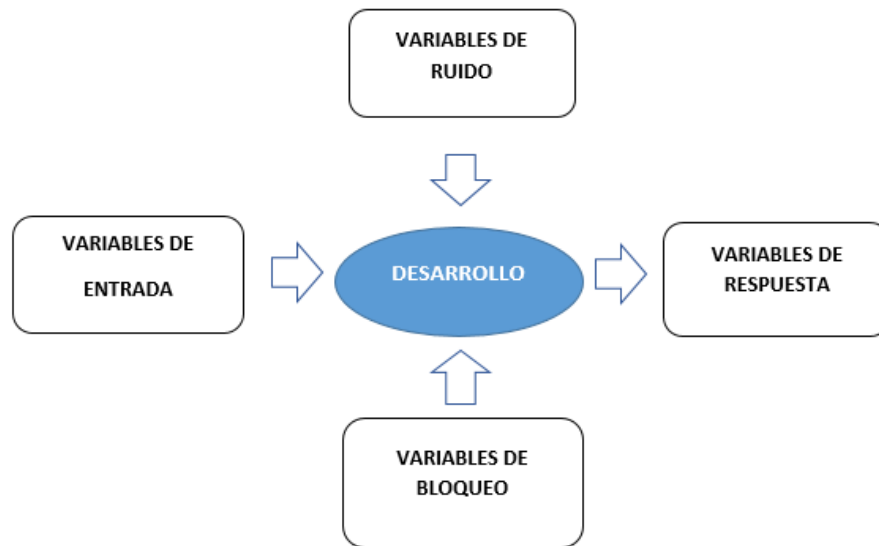 VARIABLES DE
RUIDO
VARIABLES DE
ENTRADA
DESARROLLO
VARIABLES DE
RESPUESTA
VARIABLES DE
BLOQUEO